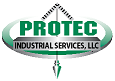 PROTEC
INDUSTRIAL SERVICES, LLC